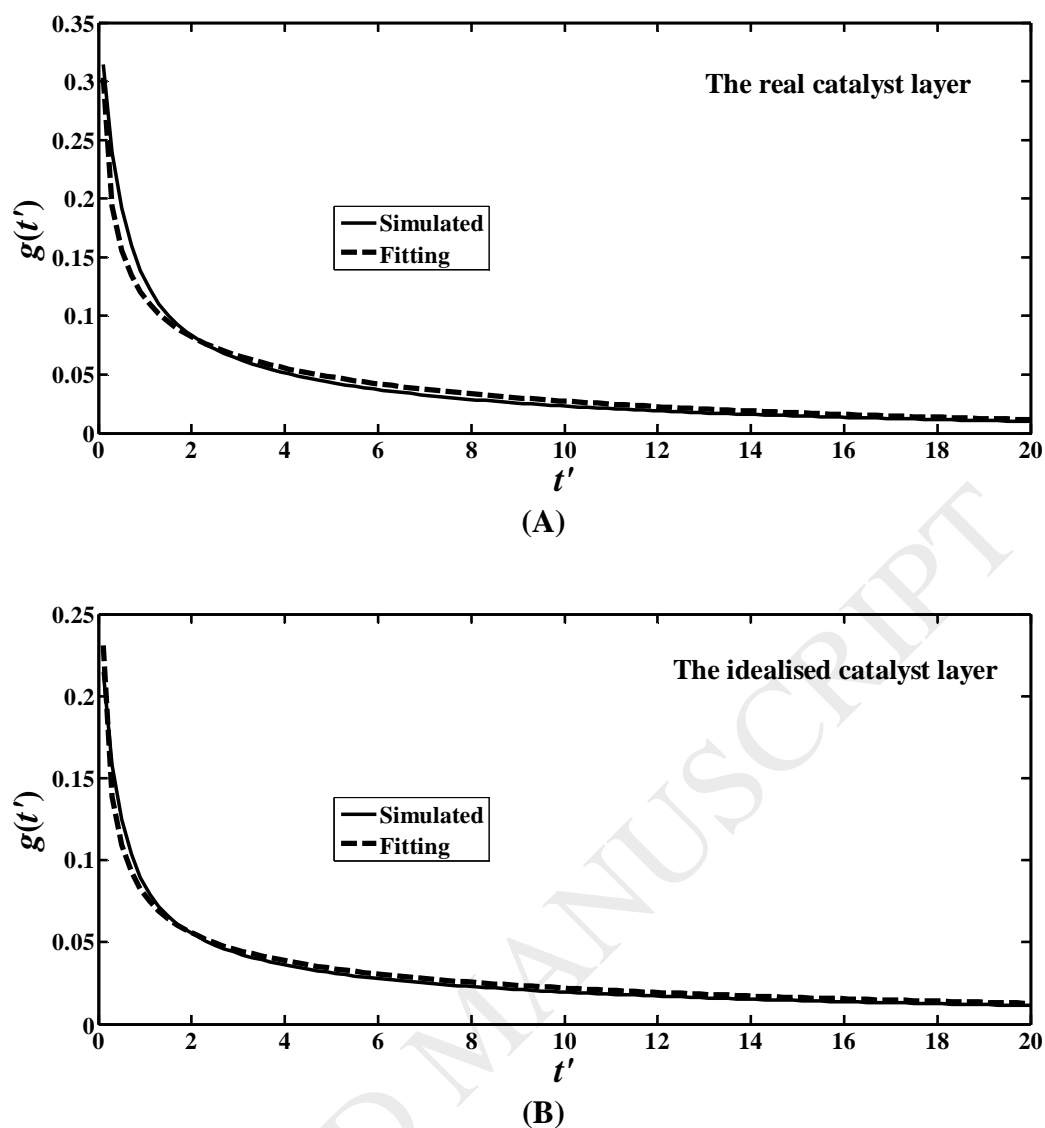 0.35
0.3
0.25
0.2
0.15
0.1
0.05
0
g(t')
The real catalyst layer
Simulated
Fitting
0 2 4 6 8 10 12 14 16 18 20
t'
(A)
0.25
0.2
0.15
0.1
0.05
0
g(t')
The idealised catalyst layer
Simulated
Fitting
0 2 4 6 8 10 12 14 16 18 20
t'
(B)
D MANUSCRIPT